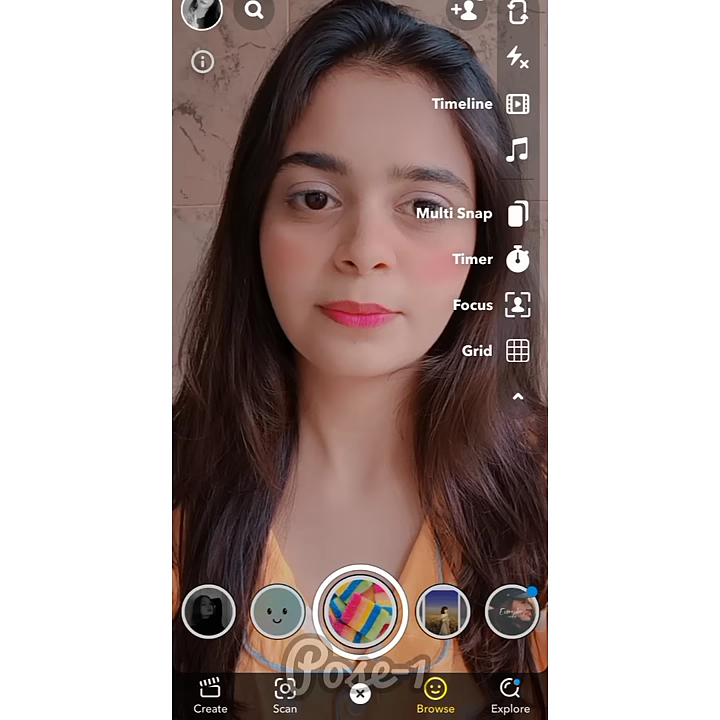 Timeline
Multi Snap
Timer
Focus
Grid
Pose-1
Create
Scan
Browse
Explore